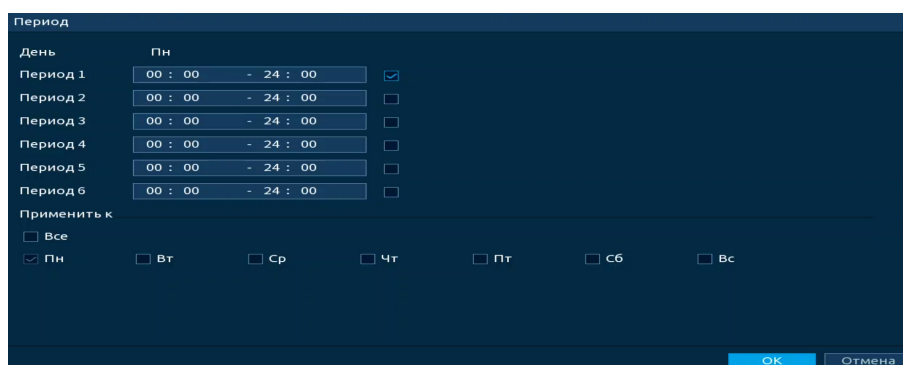 Период
День Пн
Период 1 00 : 00 - 24 : 00
Период 2 00 : 00 - 24 : 00
Период 3 00 : 00 - 24 : 00
Период 4 00 : 00 - 24 : 00
Период 5 00 : 00 - 24 : 00
Период 6 00 : 00 - 24 : 00
Применить к
Все
Пн Вт Ср Чт Пт Сб Вс
OK Отмена